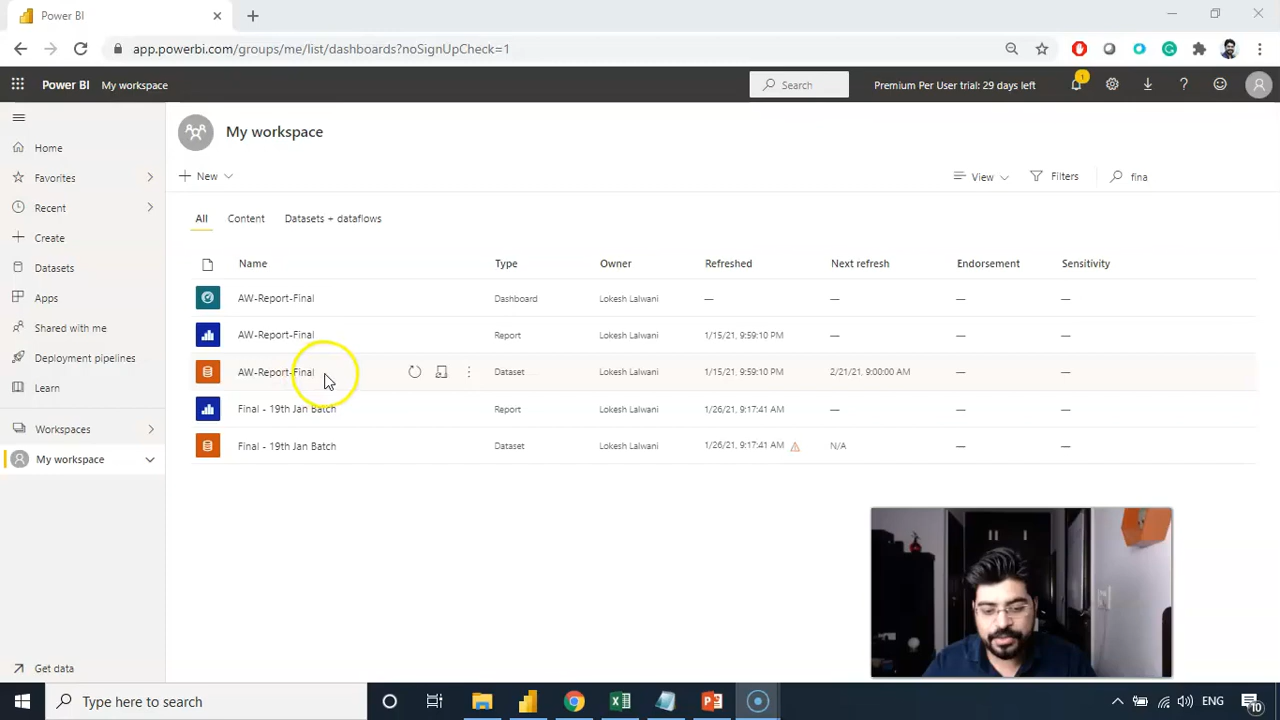 Power BI
app.powerbi.com/groups/me/list/dashboards?noSignUpCheck=1
Power BI My workspace Search Premium Per User trial: 29 days left 1
My workspace
New View Filters fina
All Content Datasets + dataflows
Name Type Owner Refreshed Next refresh Endorsement Sensitivity
AW-Report-Final Dashboard Lokesh Lalwani — — — —
AW-Report-Final Report Lokesh Lalwani 1/15/21, 9:59:10 PM — — —
AW-Report-Final Dataset Lokesh Lalwani 1/15/21, 9:59:10 PM 2/21/21, 9:00:00 AM — —
Final - 19th Jan Batch Report Lokesh Lalwani 1/26/21, 9:17:41 AM — — —
Final - 19th Jan Batch Dataset Lokesh Lalwani 1/26/21, 9:17:41 AM N/A — —
Home
Favorites
Recent
Create
Datasets
Apps
Shared with me
Deployment pipelines
Learn
Workspaces
My workspace
Get data
Type here to search ENG 10